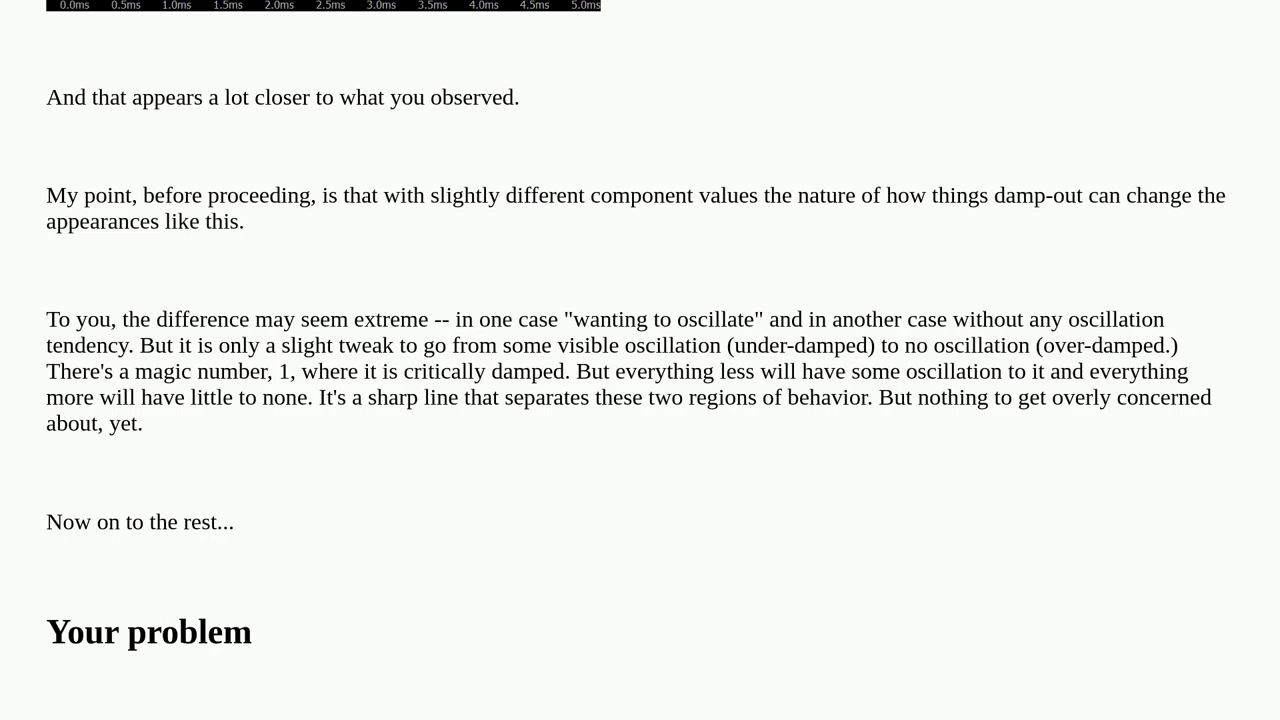 0.0ms 0.5ms 1.0ms 1.5ms 2.0ms 2.5ms 3.0ms 3.5ms 4.0ms 4.5ms 5.0ms
And that appears a lot closer to what you observed.
My point, before proceeding, is that with slightly different component values the nature of how things damp-out can change the
appearances like this.
To you, the difference may seem extreme -- in one case "wanting to oscillate" and in another case without any oscillation
tendency. But it is only a slight tweak to go from some visible oscillation (under-damped) to no oscillation (over-damped.)
There's a magic number, 1, where it is critically damped. But everything less will have some oscillation to it and everything
more will have little to none. It's a sharp line that separates these two regions of behavior. But nothing to get overly concerned
about, yet.
Now on to the rest...
Your problem